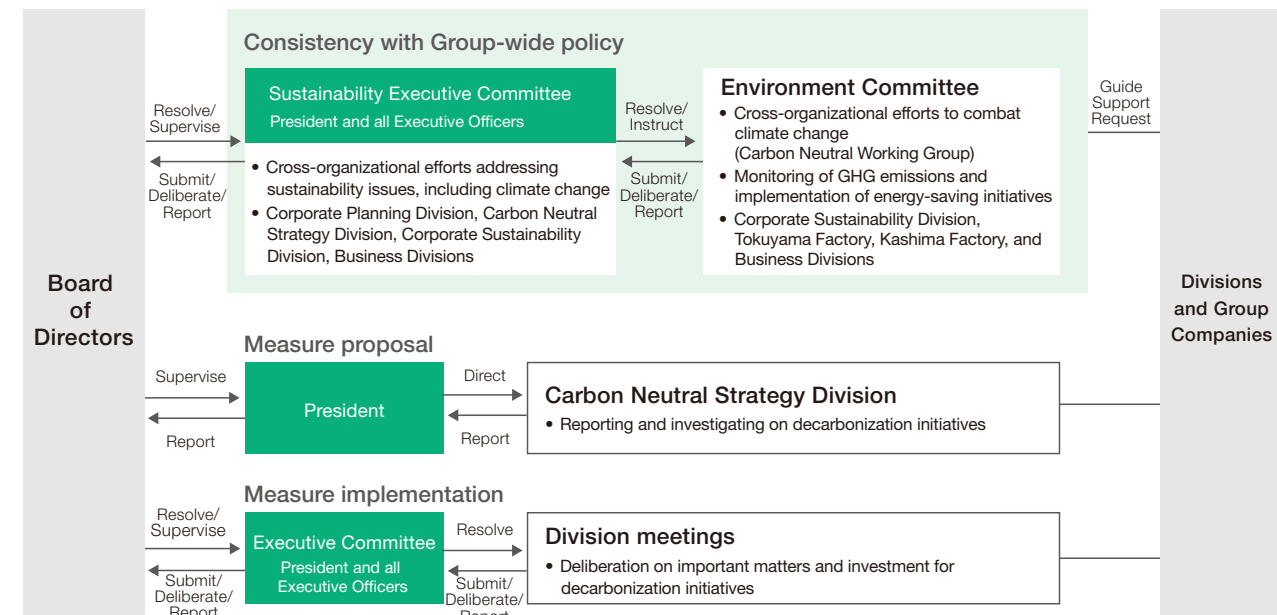 Board
of
Directors
Consistency with Group-wide policy
Resolve/
Supervise
Submit/
Deliberate/
Report
Sustainability Executive Committee
President and all Executive Officers
• Cross-organizational efforts addressing
sustainability issues, including climate change
• Corporate Planning Division, Carbon Neutral
Strategy Division, Corporate Sustainability
Division, Business Divisions
Resolve/
Instruct
Submit/
Deliberate/
Report
Environment Committee
• Cross-organizational efforts to combat
climate change
(Carbon Neutral Working Group)
• Monitoring of GHG emissions and
implementation of energy-saving initiatives
• Corporate Sustainability Division,
Tokuyama Factory, Kashima Factory, and
Business Divisions
Guide
Support
Request
Divisions
and Group
Companies
Measure proposal
Supervise
Report
President
Direct
Report
Carbon Neutral Strategy Division
• Reporting and investigating on decarbonization initiatives
Measure implementation
Resolve/
Supervise
Submit/
Deliberate/
Report
Executive Committee
President and all
Executive Officers
Resolve
Submit/
Deliberate/
Report
Division meetings
• Deliberation on important matters and investment for
decarbonization initiatives